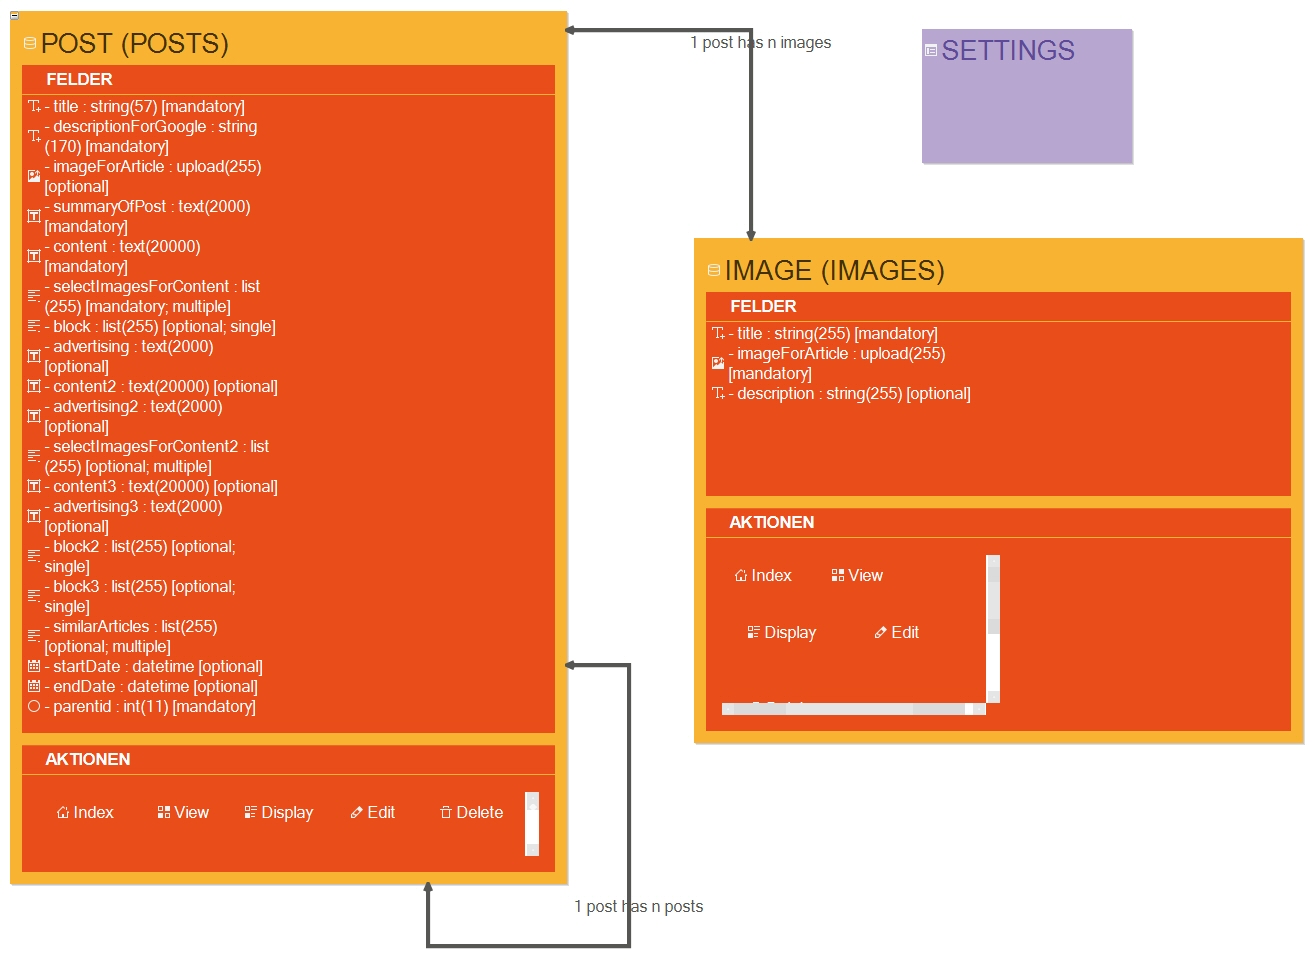 POST (POSTS)
FELDER
- title : string(57) [mandatory]
- descriptionForGoogle : string
(170) [mandatory]
- imageForArticle : upload(255)
[optional]
- summaryOfPost : text(2000)
[mandatory]
- content : text(20000)
[mandatory]
- selectImagesForContent : list
(255) [mandatory; multiple]
- block : list(255) [optional; single]
- advertising : text(2000)
[optional]
- content2 : text(20000) [optional]
- advertising2 : text(2000)
[optional]
- selectImagesForContent2 : list
(255) [optional; multiple]
- content3 : text(20000) [optional]
- advertising3 : text(2000)
[optional]
- block2 : list(255) [optional;
single]
- block3 : list(255) [optional;
single]
- similarArticles : list(255)
[optional; multiple]
- startDate : datetime [optional]
- endDate : datetime [optional]
- parentid : int(11) [mandatory]
AKTIONEN
Index View Display Edit Delete
1 post has n images
SETTINGS
IMAGE (IMAGES)
FELDER
- title : string(255) [mandatory]
- imageForArticle : upload(255)
[mandatory]
- description : string(255) [optional]
AKTIONEN
Index View
Display Edit
1 post has n posts